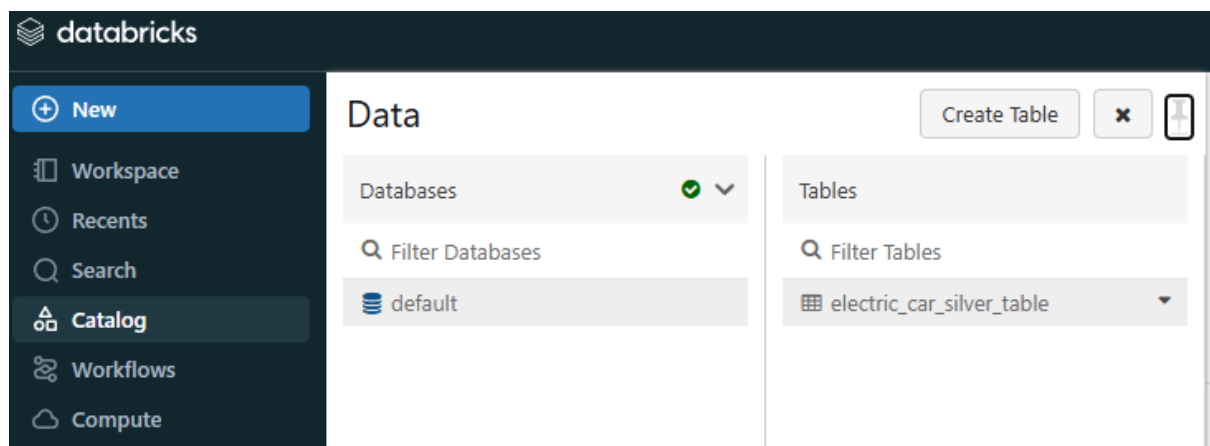 databricks
New
Workspace
Recents
Search
Catalog
Workflows
Compute
Data
Create Table
Databases
Filter Databases
default
Tables
Filter Tables
electric_car_silver_table